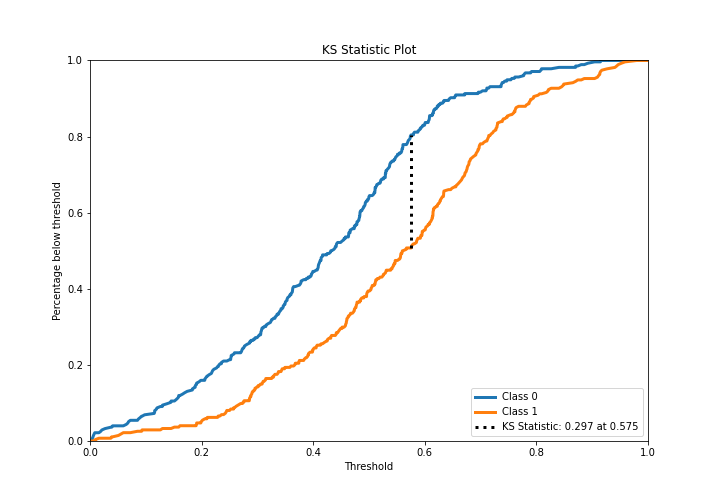 KS Statistic Plot
1.0
0.8
0.6
0.4
0.2
0.0
Percentage below threshold
Class 0
Class 1
KS Statistic: 0.297 at 0.575
0.0 0.2 0.4 0.6 0.8 1.0
Threshold